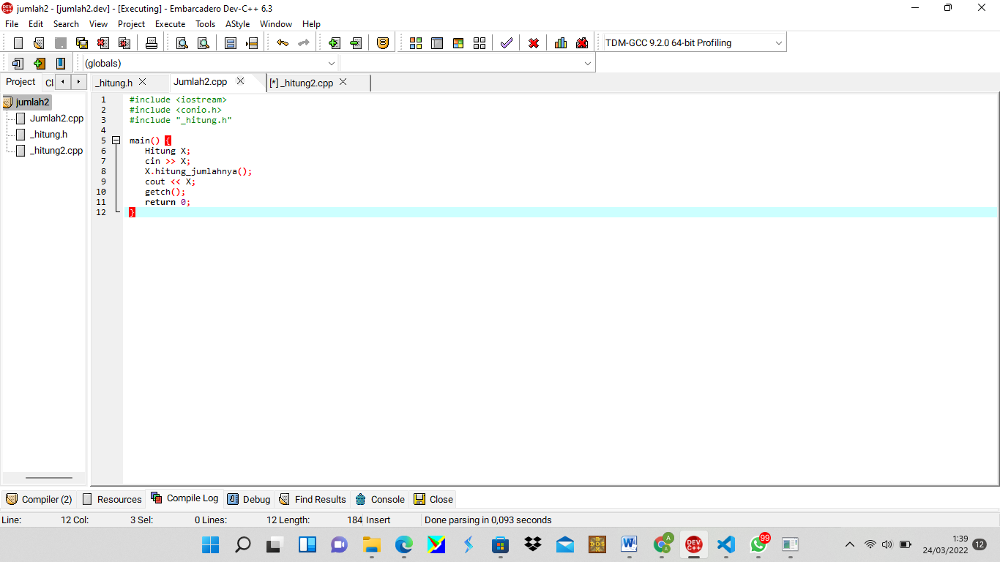 jumlah2 - [jumlah2.dev] - [Executing] - Embarcadero Dev-C++ 6.3
File Edit Search View Project Execute Tools AStyle Window Help
TDM-GCC 9.2.0 64-bit Profiling
(globals)
Project Cl _hitung.h Jumlah2.cpp [*] _hitung2.cpp
jumlah2
Jumlah2.cpp
_hitung.h
_hitung2.cpp
1 #include <iostream>
2 #include <conio.h>
3 #include "_hitung.h"
4
5 main() {
6 Hitung X;
7 cin >> X;
8 X.hitung_jumlahnya();
9 cout << X;
10 getch();
11 return 0;
12 }
Compiler (2) Resources Compile Log Debug Find Results Console Close
Line: 12 Col: 3 Sel: 0 Lines: 12 Length: 184 Insert Done parsing in 0,093 seconds
DEV C++
A
99
1:39
24/03/2022
12